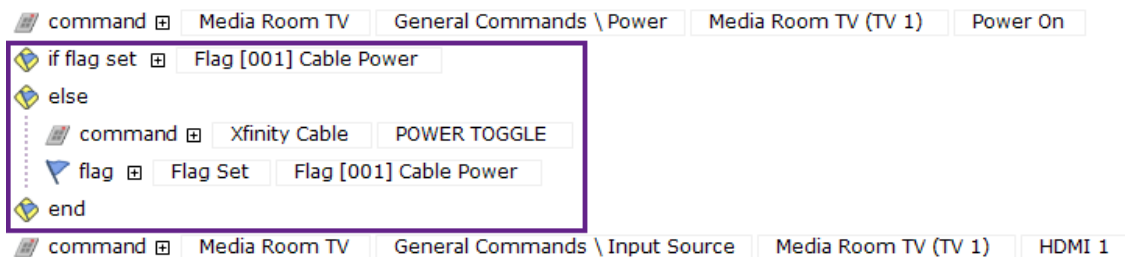 command Media Room TV General Commands \ Power Media Room TV (TV 1) Power On
if flag set Flag [001] Cable Power
else
command Xfinity Cable POWER TOGGLE
flag Flag Set Flag [001] Cable Power
end
command Media Room TV General Commands \ Input Source Media Room TV (TV 1) HDMI 1